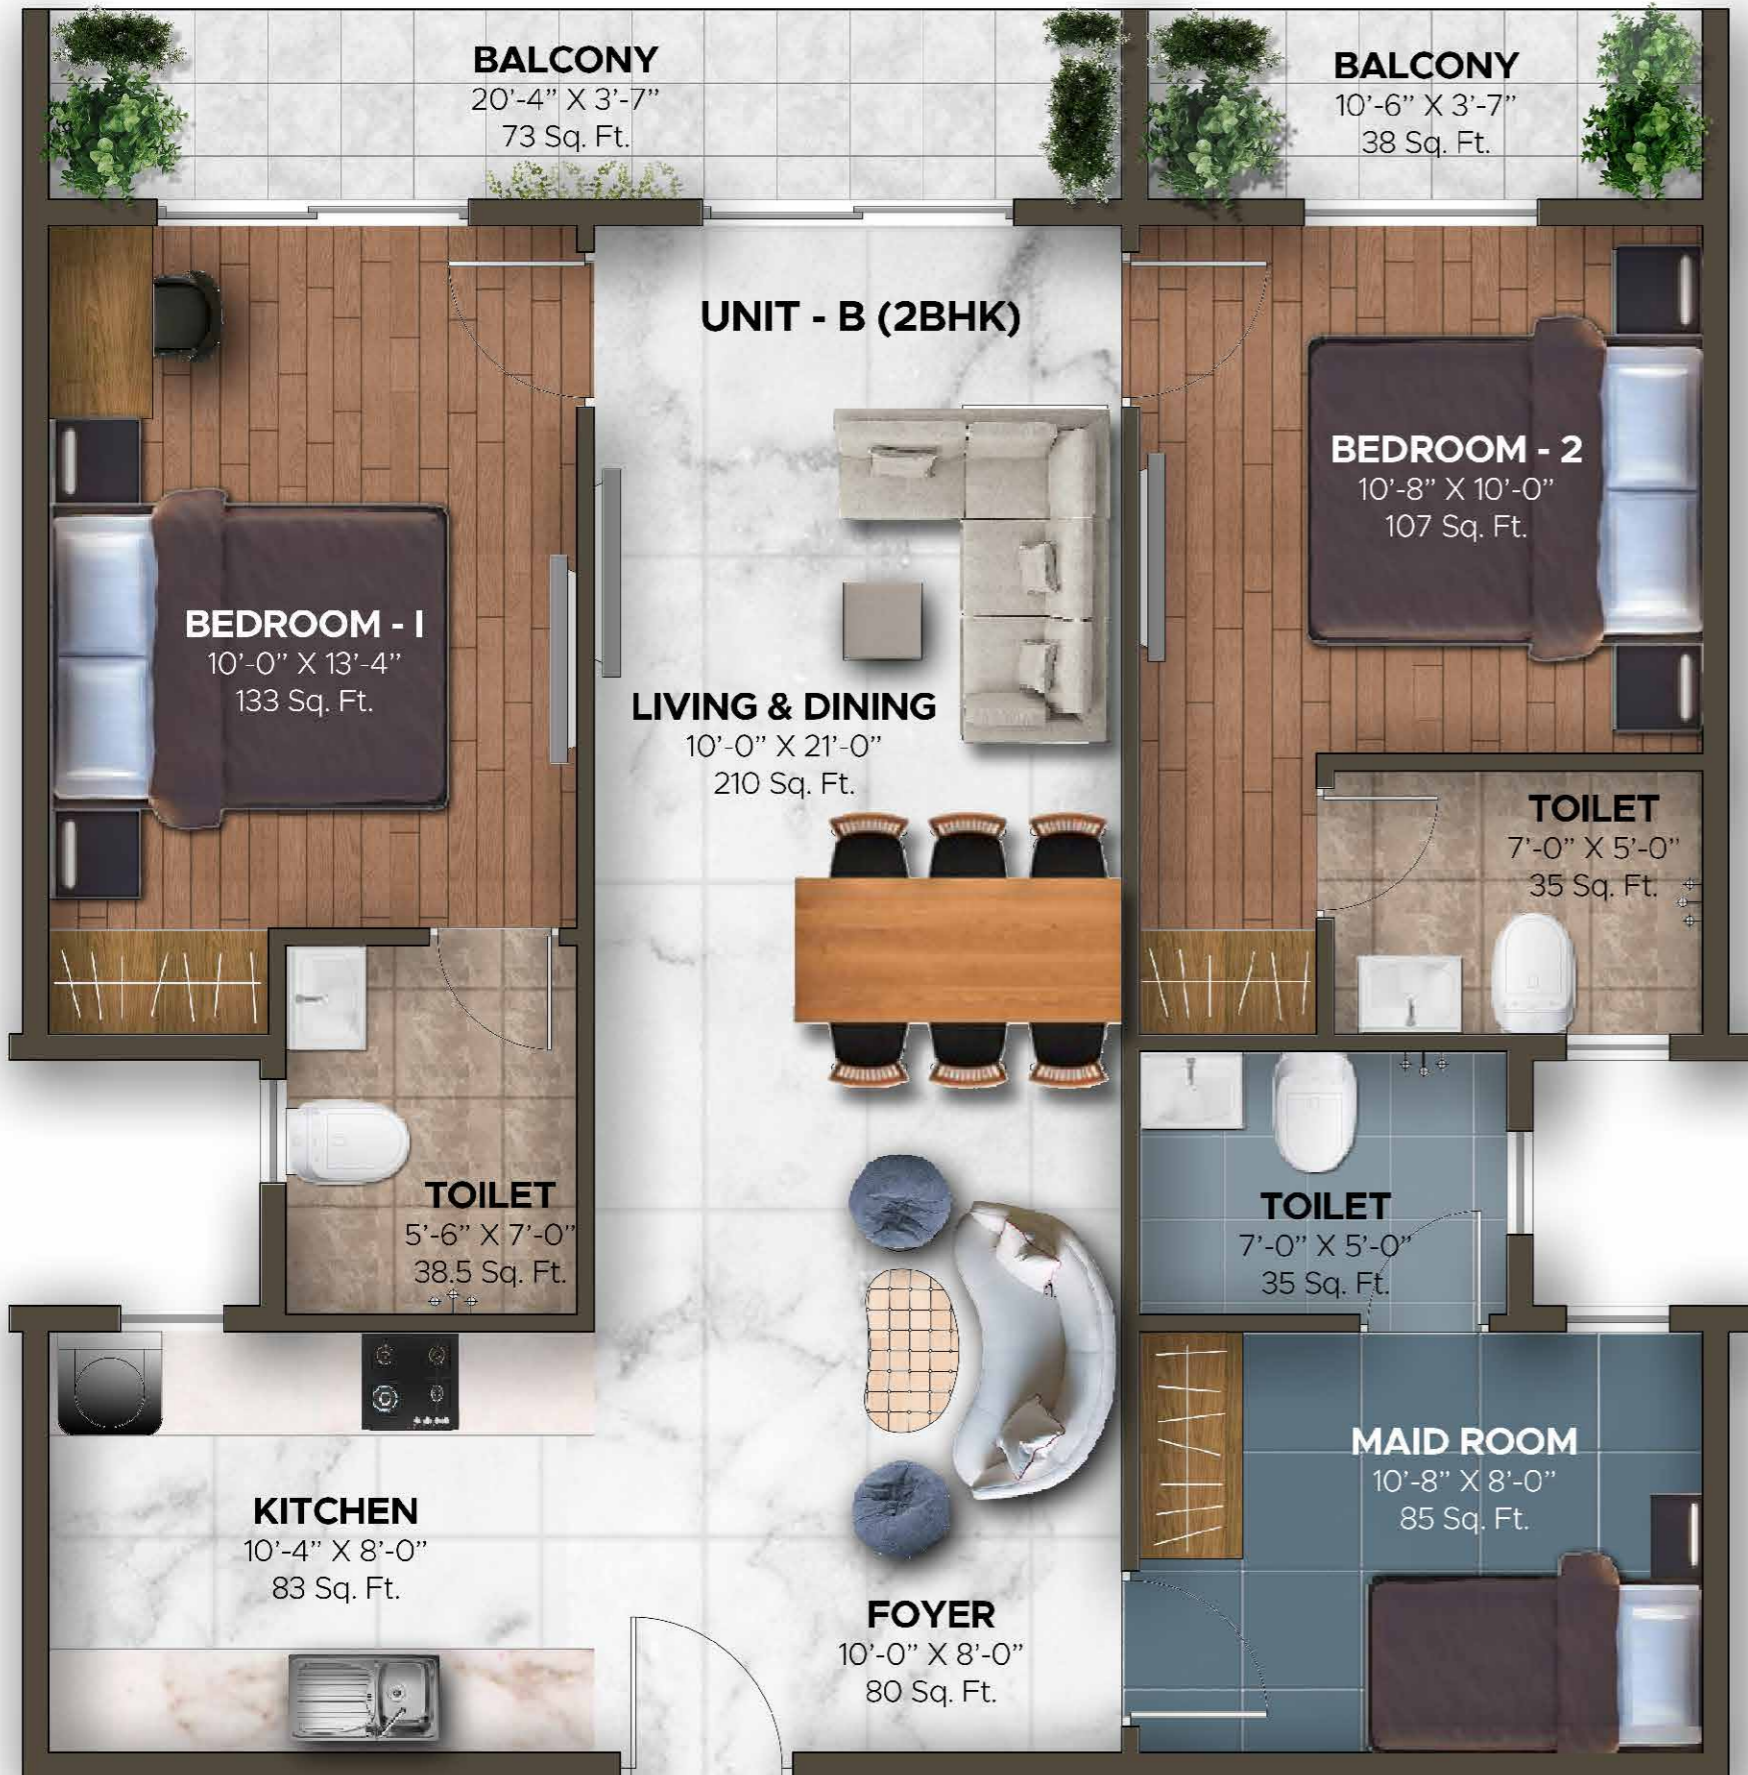 BALCONY
20'-4” X 3'-7”
73 Sq. Ft.
BALCONY
10'-6” X 3'-7”
38 Sq. Ft.
UNIT - B (2BHK)
BEDROOM - 2
10'-8” X 10'-0”
107 Sq. Ft.
BEDROOM - 1
10'-0” X 13'-4”
133 Sq. Ft.
LIVING & DINING
10'-0” X 21'-0”
210 Sq. Ft.
TOILET
7'-0” X 5'-0”
35 Sq. Ft.
TOILET
5'-6” X 7'-0”
38.5 Sq. Ft.
TOILET
7'-0” X 5'-0”
35 Sq. Ft.
MAID ROOM
10'-8” X 8'-0”
85 Sq. Ft.
KITCHEN
10'-4” X 8'-0”
83 Sq. Ft.
FOYER
10'-0” X 8'-0”
80 Sq. Ft.